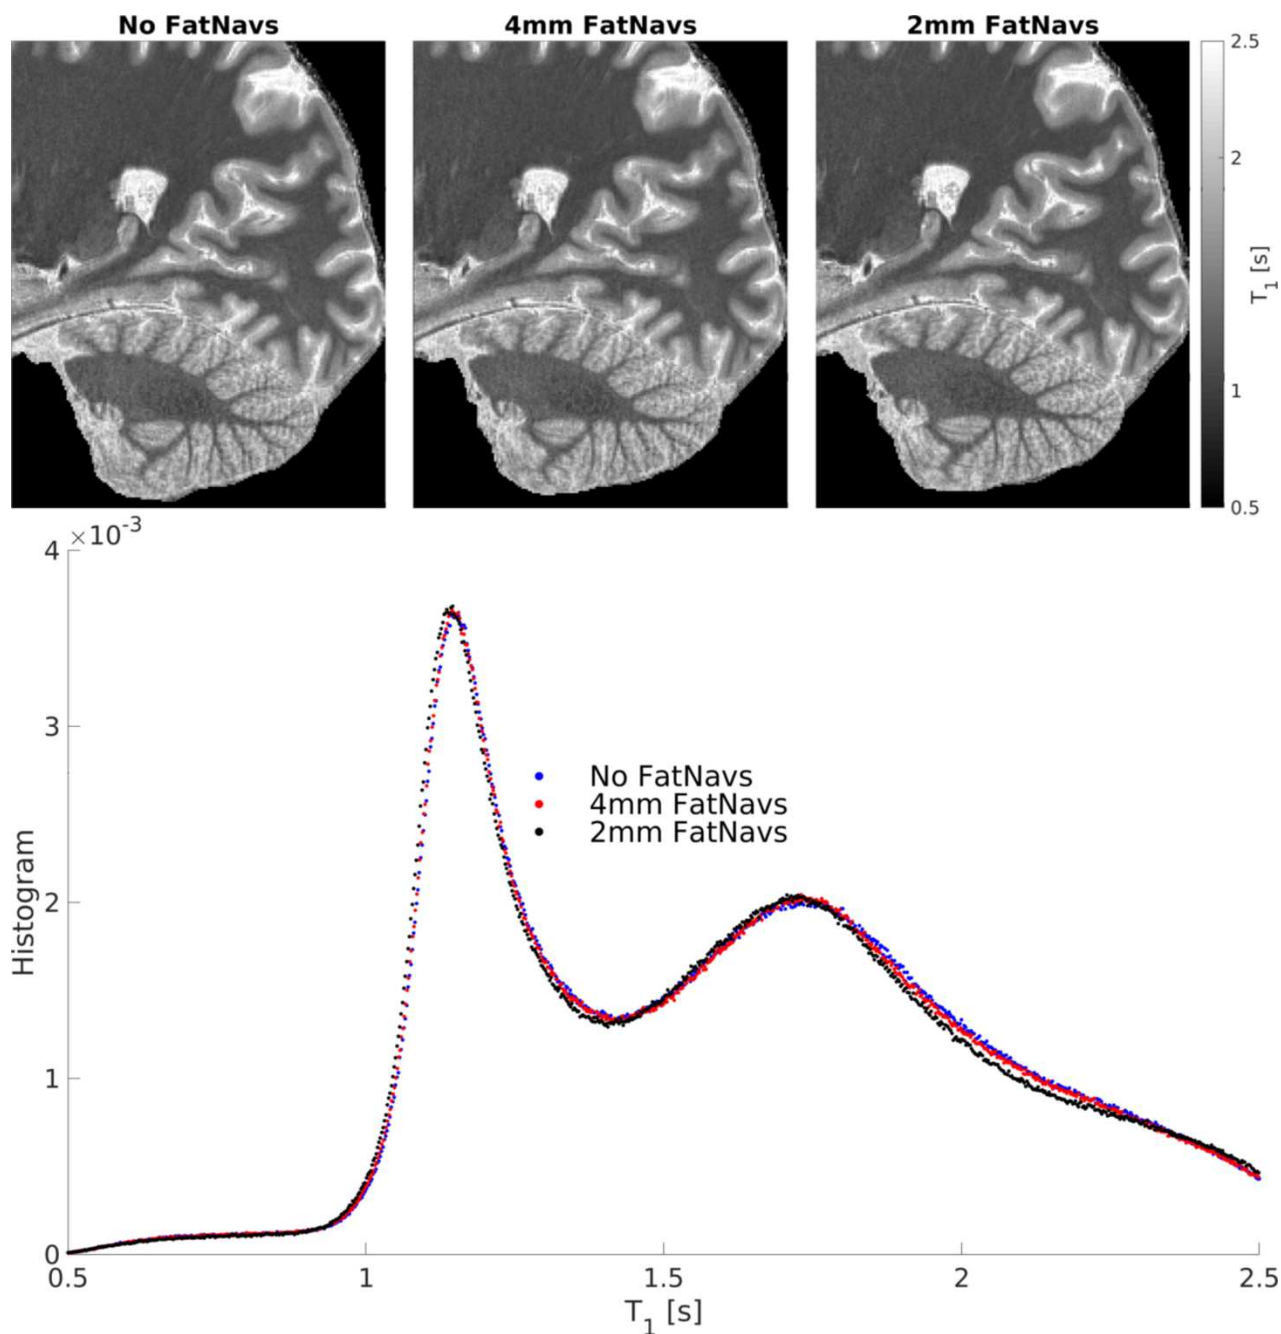 No FatNavs 4mm FatNavs 2mm FatNavs
2.5
2
T1 [s]
1
0.5
×10-3
4
3
No FatNavs
4mm FatNavs
2mm FatNavs
2
Histogram
1
0
0.5 1 1.5 2 2.5
T1 [s]